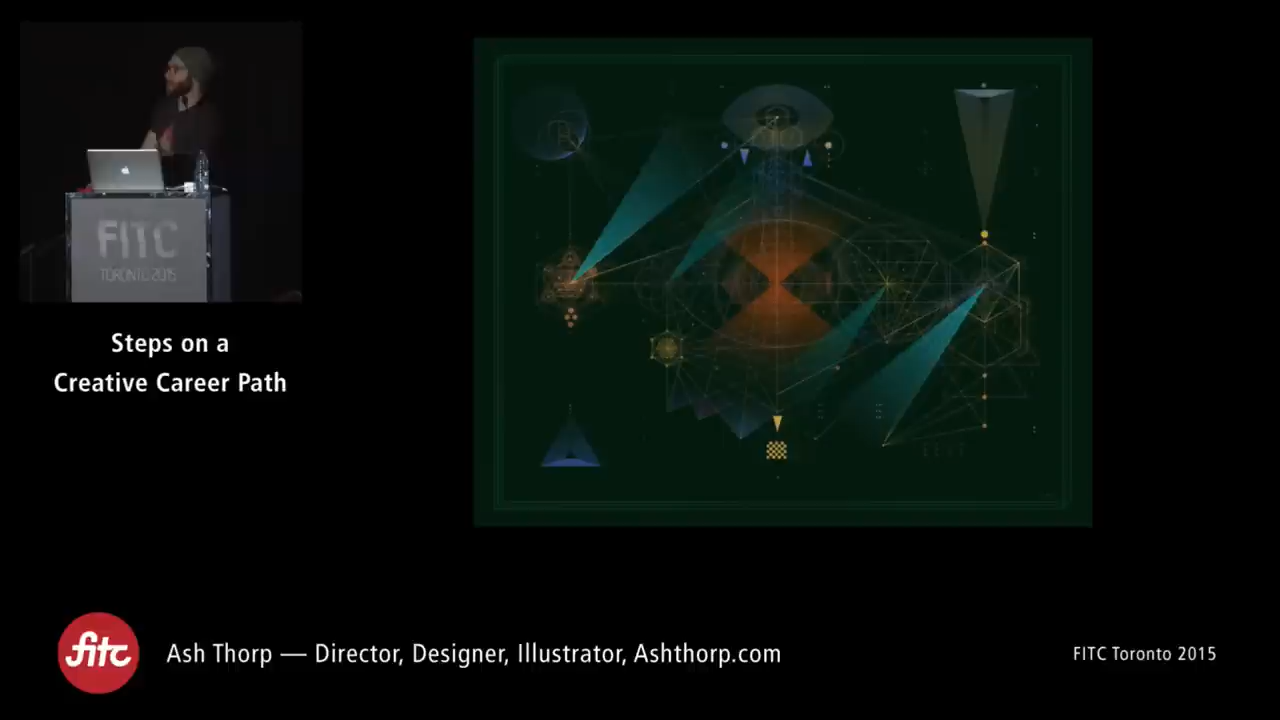 FITC
TORONTO 2015
Steps on a
Creative Career Path
fitc
Ash Thorp — Director, Designer, Illustrator, Ashthorp.com
FITC Toronto 2015